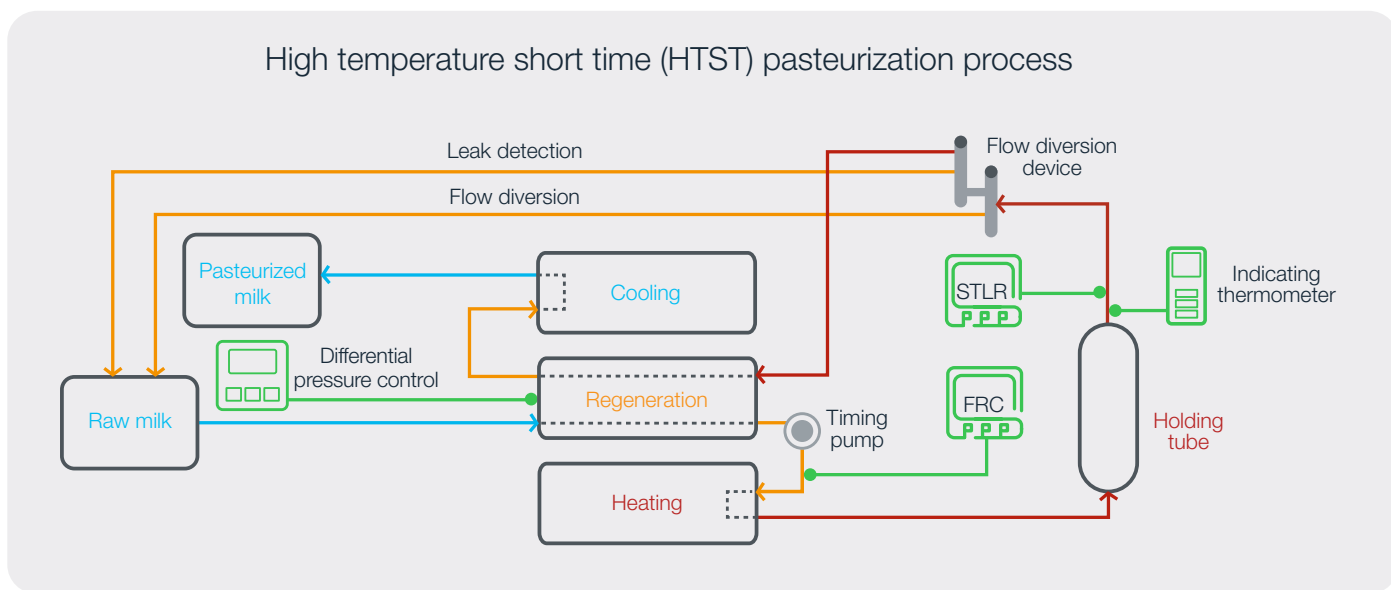 High temperature short time (HTST) pasteurization process
Leak detection
Flow diversion
device
Flow diversion
Pasteurized
milk
Cooling
STLR
P P P
Indicating
thermometer
Differential
pressure control
Raw milk
Regeneration
Timing
pump
FRC
P P P
Holding
tube
Heating